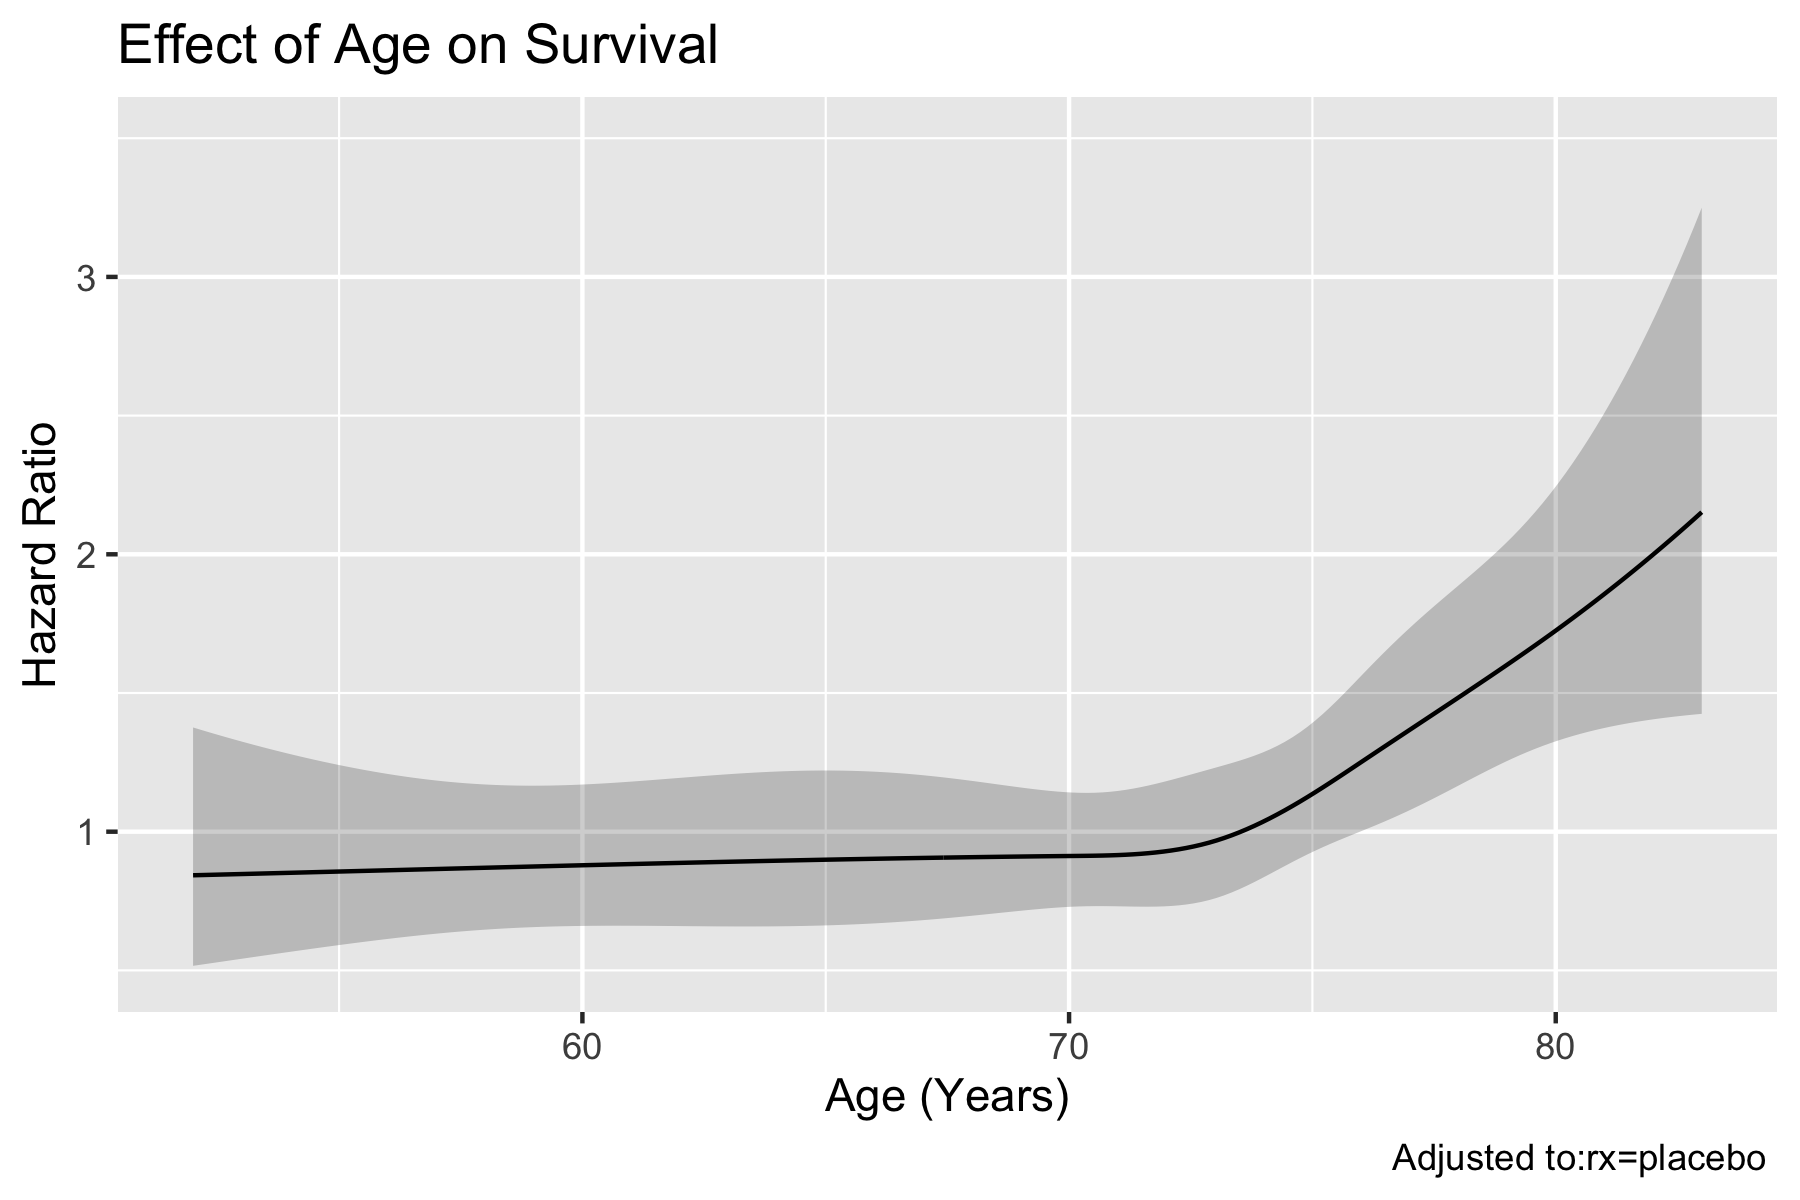 Effect of Age on Survival
Hazard Ratio
3
2
1
60 70 80
Age (Years)
Adjusted to:rx=placebo